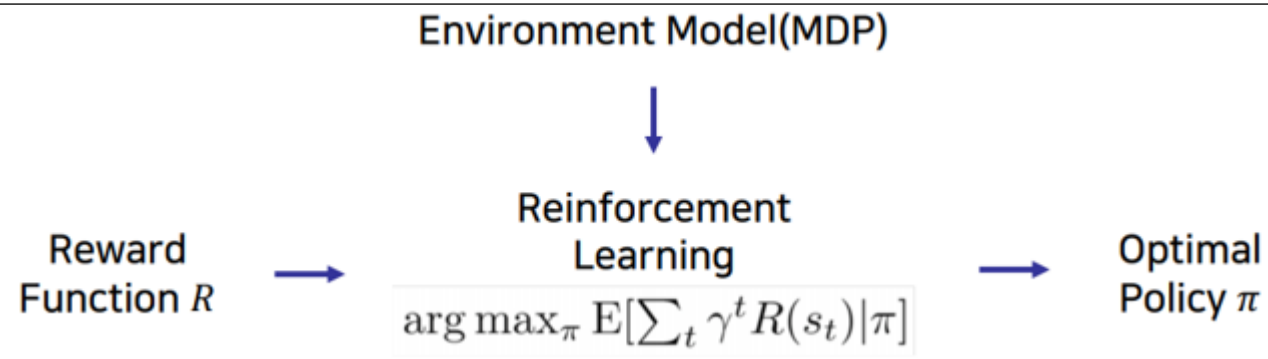 Environment Model(MDP)
Reinforcement
Learning
Reward
Function R
arg max_π E[∑_t γ^t R(s_t)|π]
Optimal
Policy π